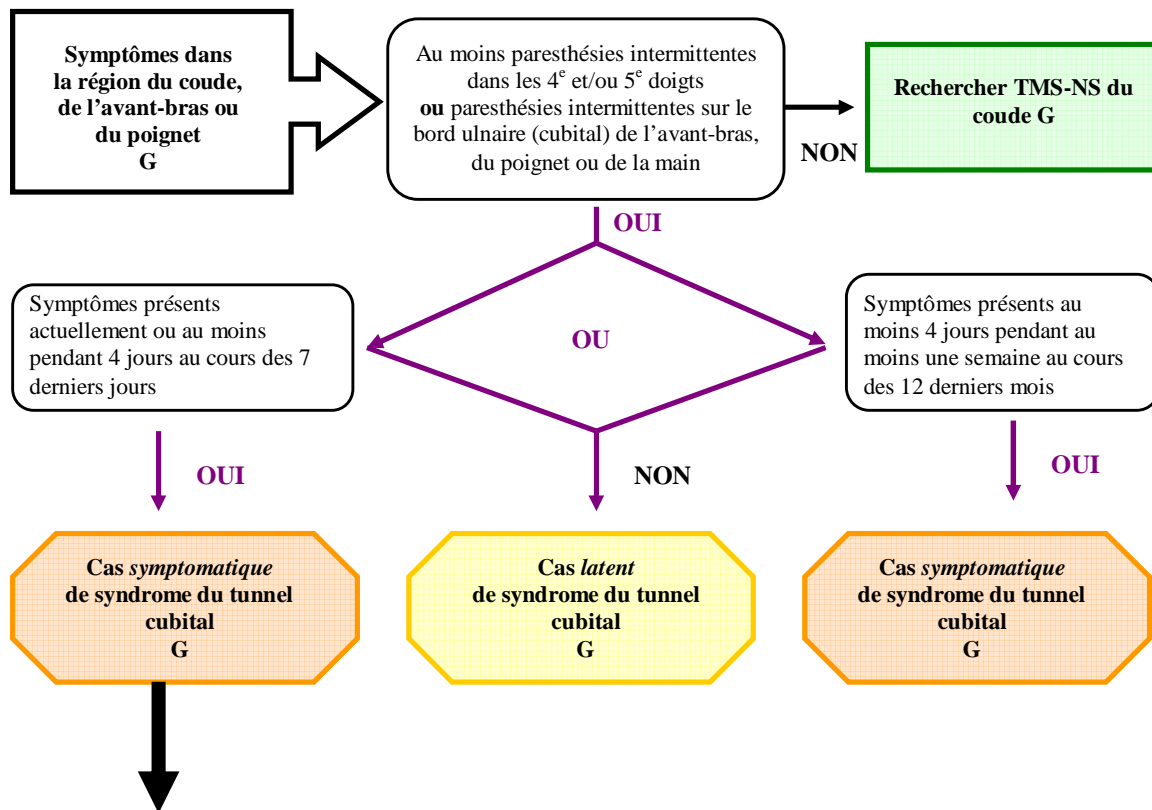 Symptômes dans
la région du coude,
de l’avant-bras ou
du poignet
G
Au moins paresthésies intermittentes
dans les 4e et/ou 5e doigts
ou paresthésies intermittentes sur le
bord ulnaire (cubital) de l’avant-bras,
du poignet ou de la main
NON
Rechercher TMS-NS du
coude G
OUI
Symptômes présents
actuellement ou au moins
pendant 4 jours au cours des 7
derniers jours
OU
Symptômes présents au
moins 4 jours pendant au
moins une semaine au cours
des 12 derniers mois
OUI
NON
OUI
Cas symptomatique
de syndrome du tunnel
cubital
G
Cas latent
de syndrome du tunnel
cubital
G
Cas symptomatique
de syndrome du tunnel
cubital
G